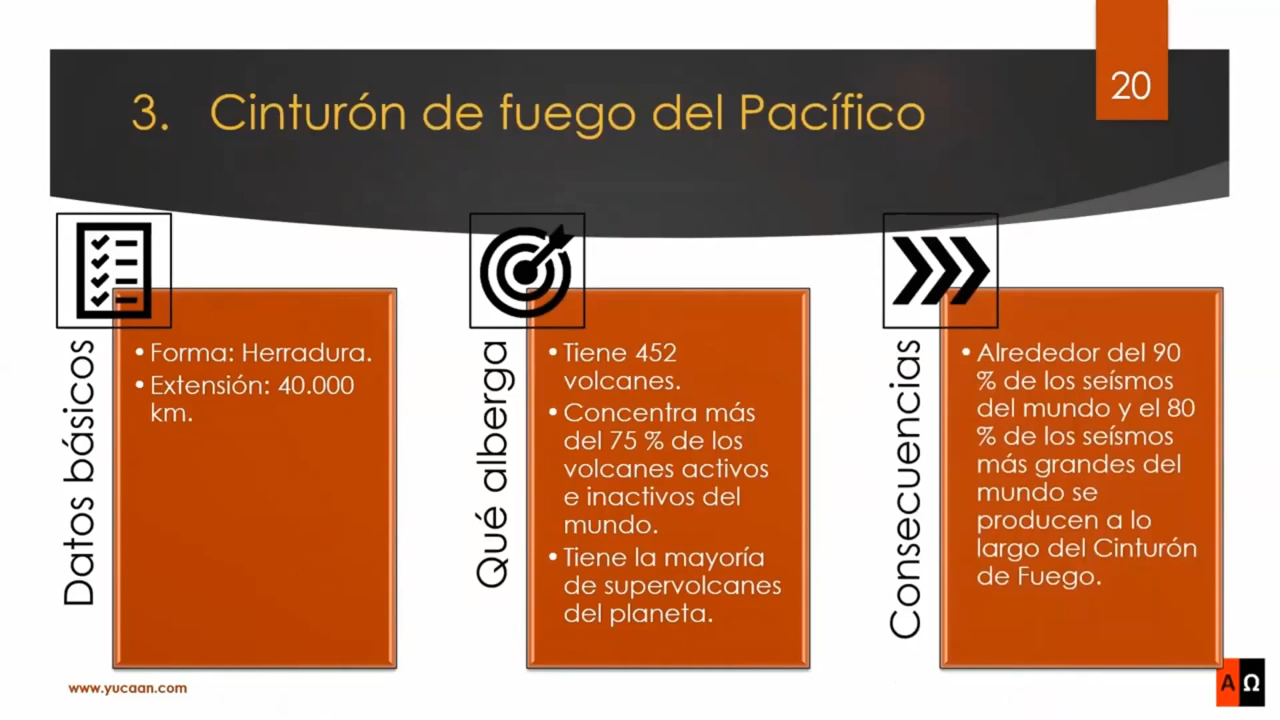 20
3. Cinturón de fuego del Pacífico
Datos básicos
• Forma: Herradura.
• Extensión: 40.000
km.
Qué alberga
• Tiene 452
volcanes.
• Concentra más
del 75 % de los
volcanes activos
e inactivos del
mundo.
• Tiene la mayoría
de supervolcanes
del planeta.
Consecuencias
• Alrededor del 90
% de los seísmos
del mundo y el 80
% de los seísmos
más grandes del
mundo se
producen a lo
largo del Cinturón
de Fuego.
www.yucaan.com
AΩ